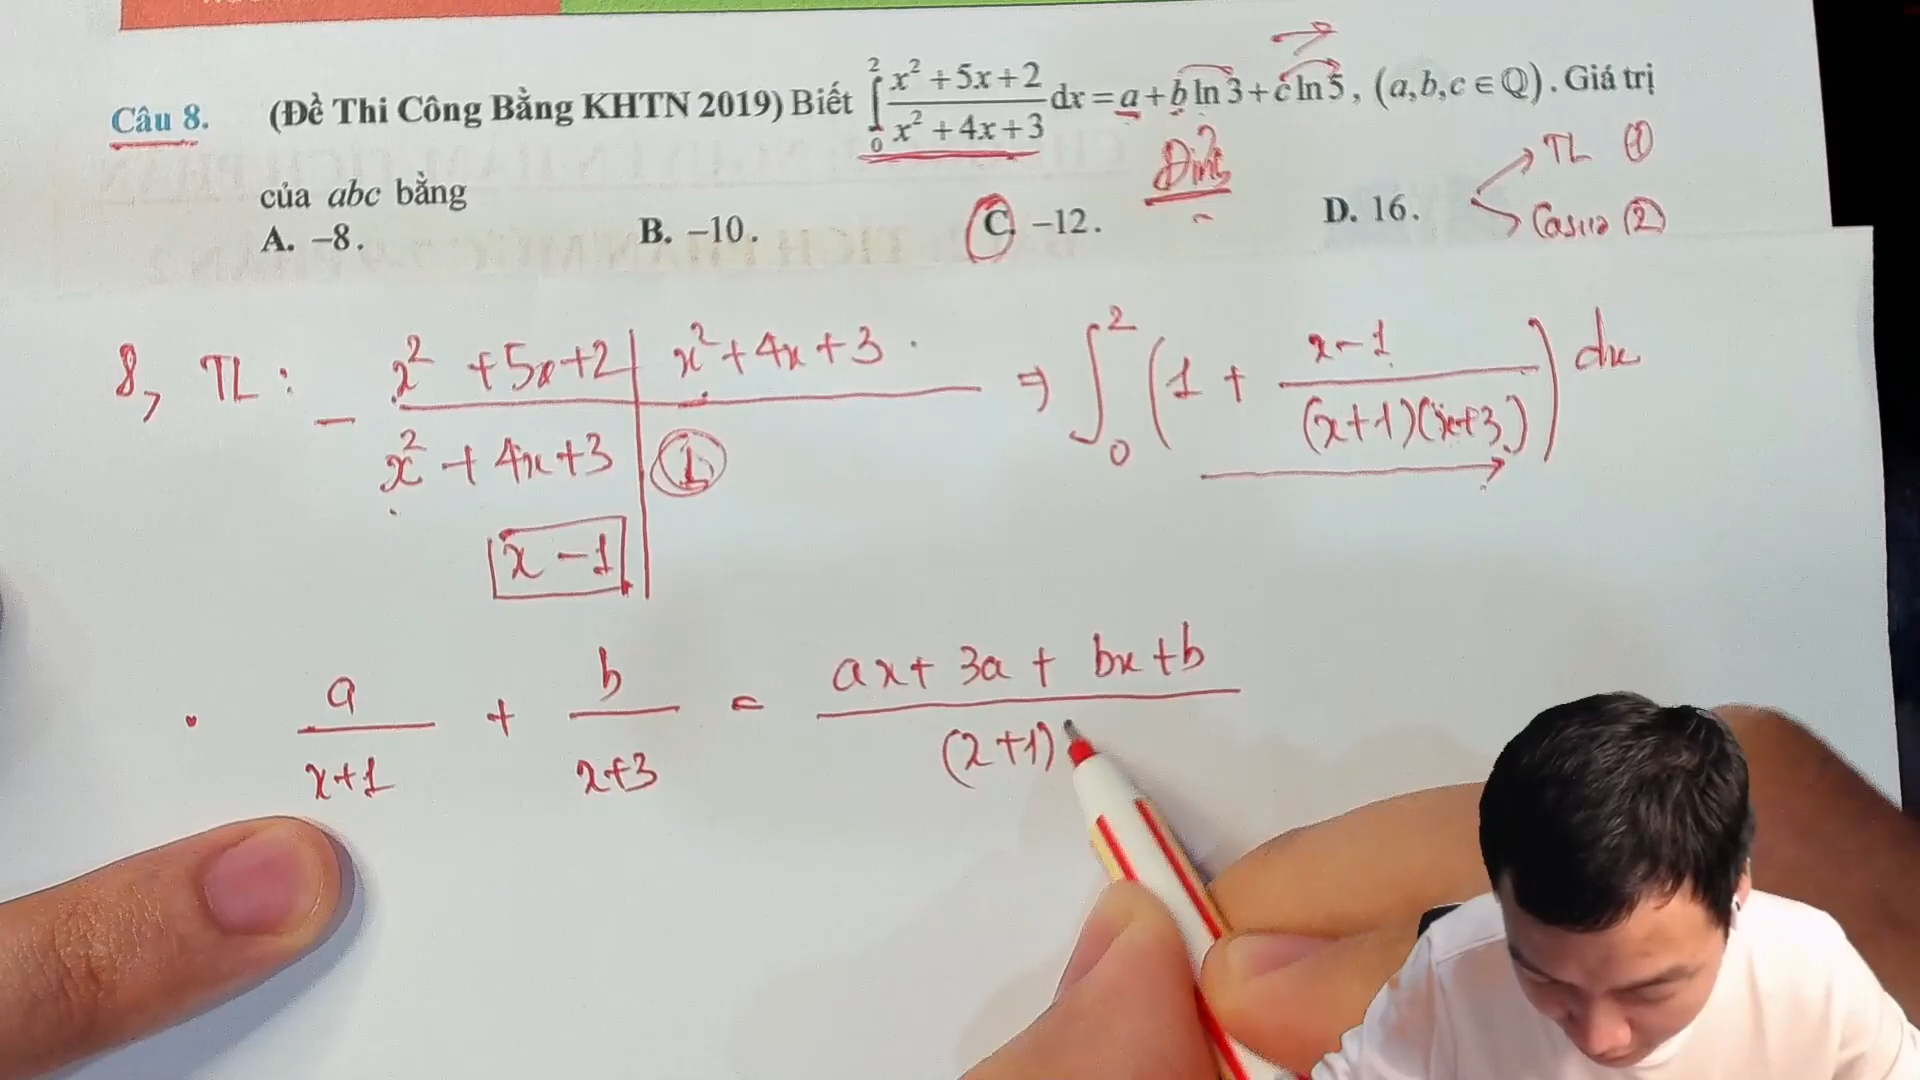 Câu 8. (Đề Thi Công Bằng KHTN 2019) Biết ∫₀² (x² + 5x + 2)/(x² + 4x + 3) dx = a + b ln 3 + c ln 5, (a, b, c ∈ ℚ). Giá trị
của abc bằng
A. −8. B. −10. C. −12. D. 16.
TL ①
Casio ②
8, TL: x² + 5x + 2 | x² + 4x + 3 ⇒ ∫₀² (1 + (x − 1)/((x+1)(x+3))) dx
− x² + 4x + 3 | 1
x − 1
• a/(x+1) + b/(x+3) = (ax + 3a + bx + b)/((x+1)